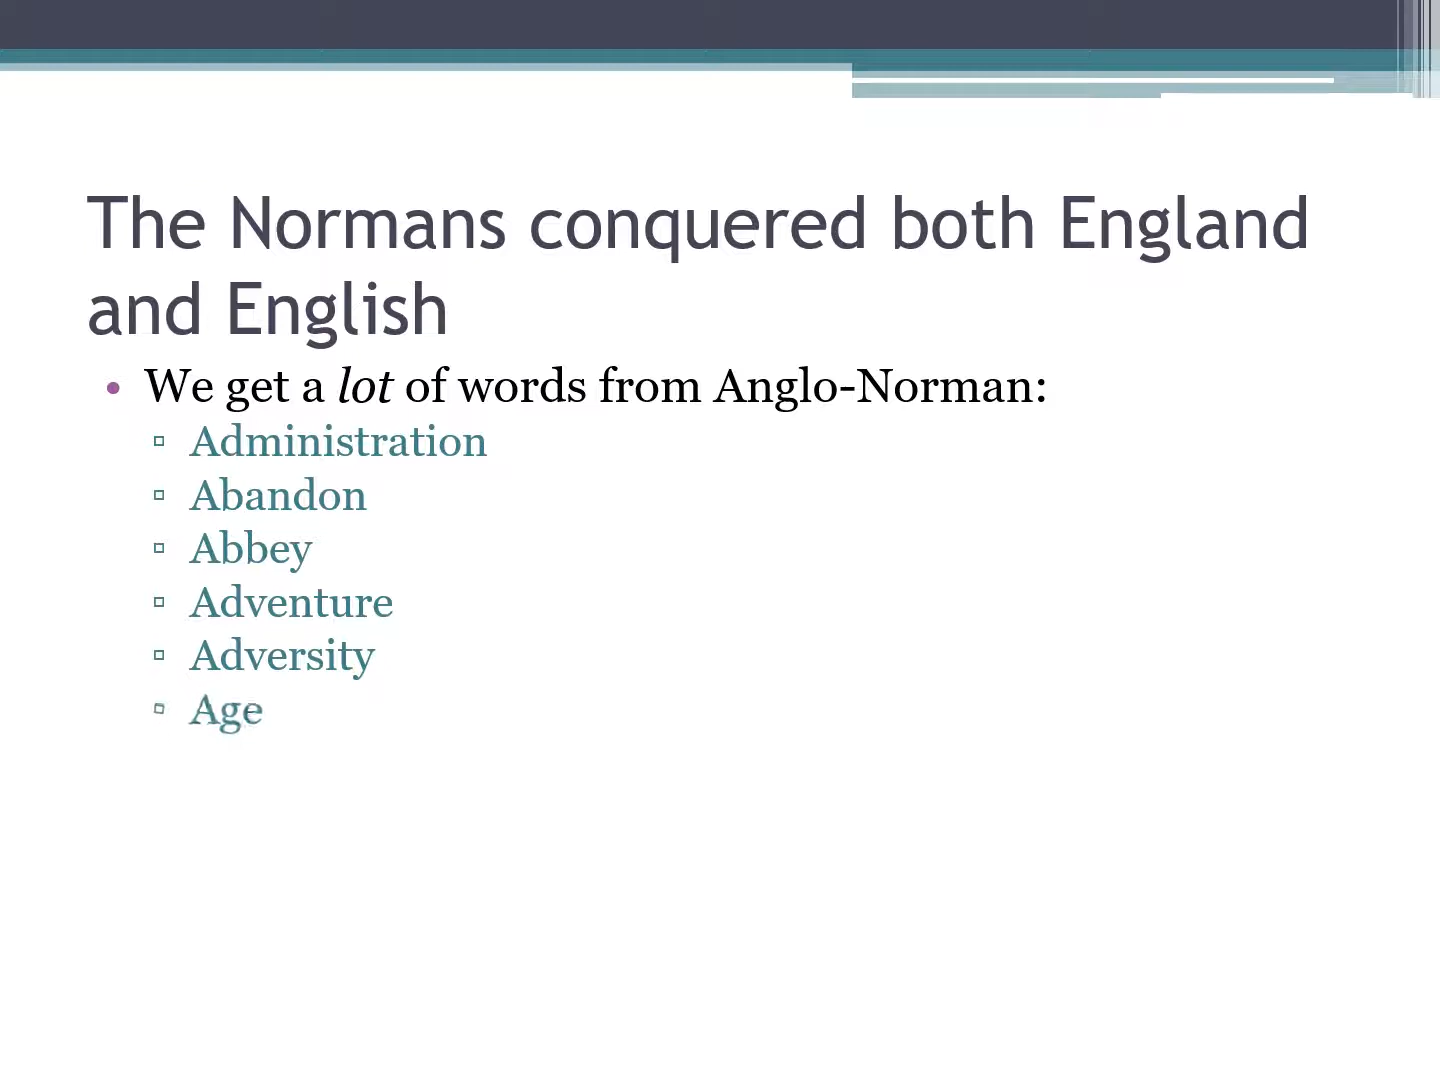 The Normans conquered both England
and English
• We get a lot of words from Anglo-Norman:
▫ Administration
▫ Abandon
▫ Abbey
▫ Adventure
▫ Adversity
▫ Age